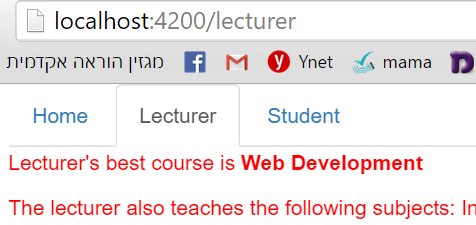 localhost:4200/lecturer
מגזין הוראה אקדמית Ynet mama
Home Lecturer Student
Lecturer's best course is Web Development
The lecturer also teaches the following subjects: In